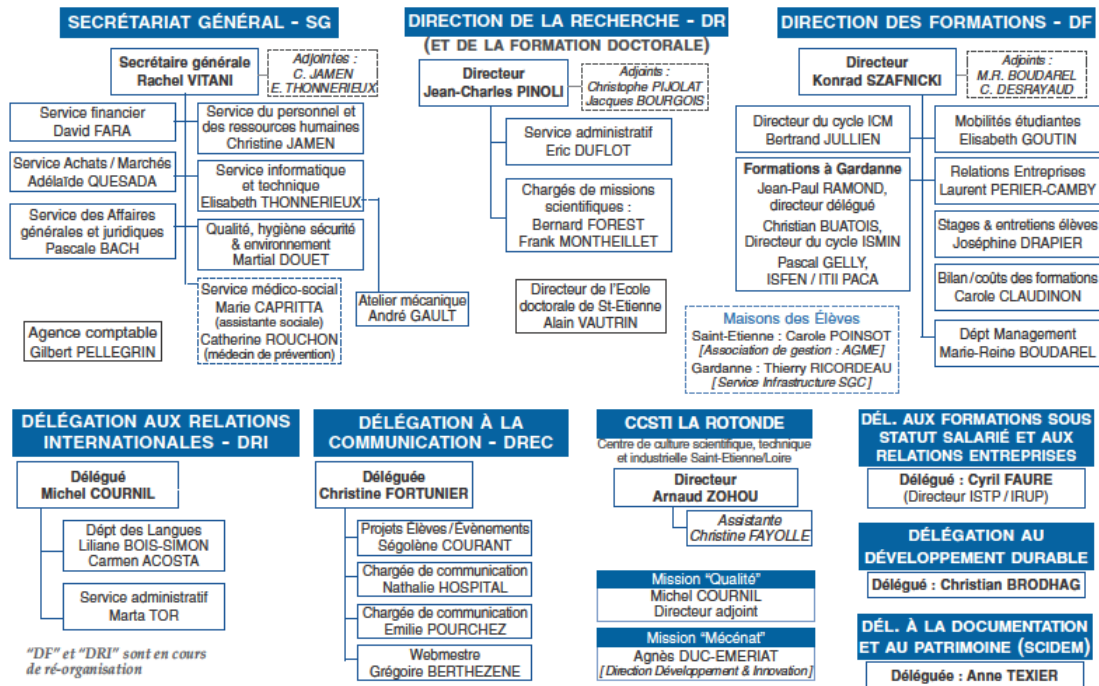 SECRÉTARIAT GÉNÉRAL - SG
Secrétaire générale
Rachel VITANI
Adjointes :
C. JAMEN
E. THONNERIEUX
Service financier
David FARA
Service du personnel et
des ressources humaines
Christine JAMEN
Service Achats / Marchés
Adélaïde QUESADA
Service informatique
et technique
Elisabeth THONNERIEUX
Service des Affaires
générales et juridiques
Pascale BACH
Qualité, hygiène sécurité
& environnement
Martial DOUET
Service médico-social
Marie CAPRITTA
(assistante sociale)
Catherine ROUCHON
(médecin de prévention)
Atelier mécanique
André GAULT
Agence comptable
Gilbert PELLEGRIN
DIRECTION DE LA RECHERCHE - DR
(ET DE LA FORMATION DOCTORALE)
Directeur
Jean-Charles PINOLI
Adjoints :
Christophe PIJOLAT
Jacques BOURGOIS
Service administratif
Eric DUFLOT
Chargés de missions
scientifiques :
Bernard FOREST
Frank MONTHEILLET
Directeur de l'Ecole
doctorale de St-Etienne
Alain VAUTRIN
DIRECTION DES FORMATIONS - DF
Directeur
Konrad SZAFNICKI
Adjoints :
M.R. BOUDAREL
C. DESRAYAUD
Directeur du cycle ICM
Bertrand JULLIEN
Mobilités étudiantes
Elisabeth GOUTIN
Formations à Gardanne
Jean-Paul RAMOND,
directeur délégué
Christian BUATOIS,
Directeur du cycle ISMIN
Pascal GELLY,
ISFEN / ITII PACA
Relations Entreprises
Laurent PERIER-CAMBY
Stages & entretiens élèves
Joséphine DRAPIER
Bilan / coûts des formations
Carole CLAUDINON
Dépt Management
Marie-Reine BOUDAREL
Maisons des Élèves
Saint-Etienne : Carole POINSOT
[Association de gestion : AGME]
Gardanne : Thierry RICORDEAU
[Service Infrastructure SGC]
DÉLÉGATION AUX RELATIONS
INTERNATIONALES - DRI
Délégué
Michel COURNIL
Dépt des Langues
Liliane BOIS-SIMON
Carmen ACOSTA
Service administratif
Marta TOR
"DF" et "DRI" sont en cours
de ré-organisation
DÉLÉGATION À LA
COMMUNICATION - DREC
Déléguée
Christine FORTUNIER
Projets Élèves / Évènements
Ségolène COURANT
Chargée de communication
Nathalie HOSPITAL
Chargée de communication
Emilie POURCHEZ
Webmestre
Grégoire BERTHEZENE
CCSTI LA ROTONDE
Centre de culture scientifique, technique
et industrielle Saint-Etienne/Loire
Directeur
Arnaud ZOHOU
Assistante
Christine FAYOLLE
Mission "Qualité"
Michel COURNIL
Directeur adjoint
Mission "Mécénat"
Agnès DUC-EMERIAT
[Direction Développement & Innovation]
DÉL. AUX FORMATIONS SOUS
STATUT SALARIÉ ET AUX
RELATIONS ENTREPRISES
Délégué : Cyril FAURE
(Directeur ISTP / IRUP)
DÉLÉGATION AU
DÉVELOPPEMENT DURABLE
Délégué : Christian BRODHAG
DÉL. À LA DOCUMENTATION
ET AU PATRIMOINE (SCIDEM)
Déléguée : Anne TEXIER